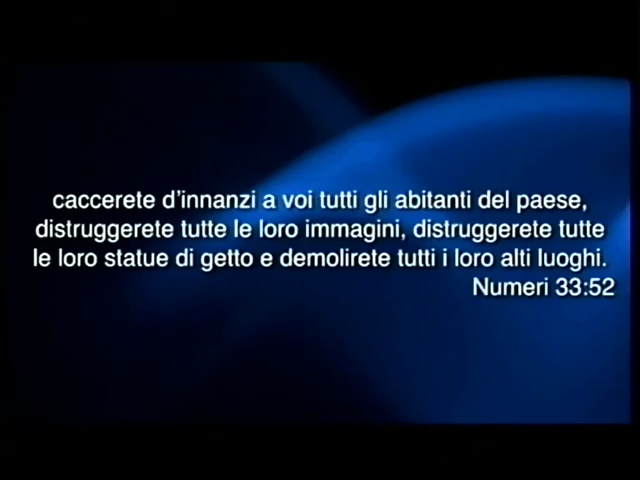 caccerete d'innanzi a voi tutti gli abitanti del paese,
distruggerete tutte le loro immagini, distruggerete tutte
le loro statue di getto e demolirete tutti i loro alti luoghi.
Numeri 33:52